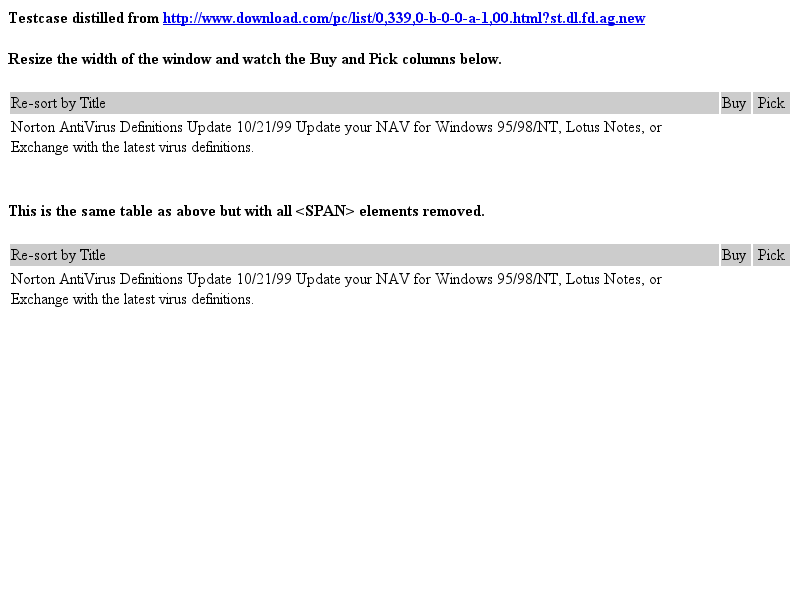 Testcase distilled from http://www.download.com/pc/list/0,339,0-b-0-0-a-1,00.html?st.dl.fd.ag.new
Resize the width of the window and watch the Buy and Pick columns below.
Re-sort by Title Buy Pick
Norton AntiVirus Definitions Update 10/21/99 Update your NAV for Windows 95/98/NT, Lotus Notes, or
Exchange with the latest virus definitions.
This is the same table as above but with all <SPAN> elements removed.
Re-sort by Title Buy Pick
Norton AntiVirus Definitions Update 10/21/99 Update your NAV for Windows 95/98/NT, Lotus Notes, or
Exchange with the latest virus definitions.